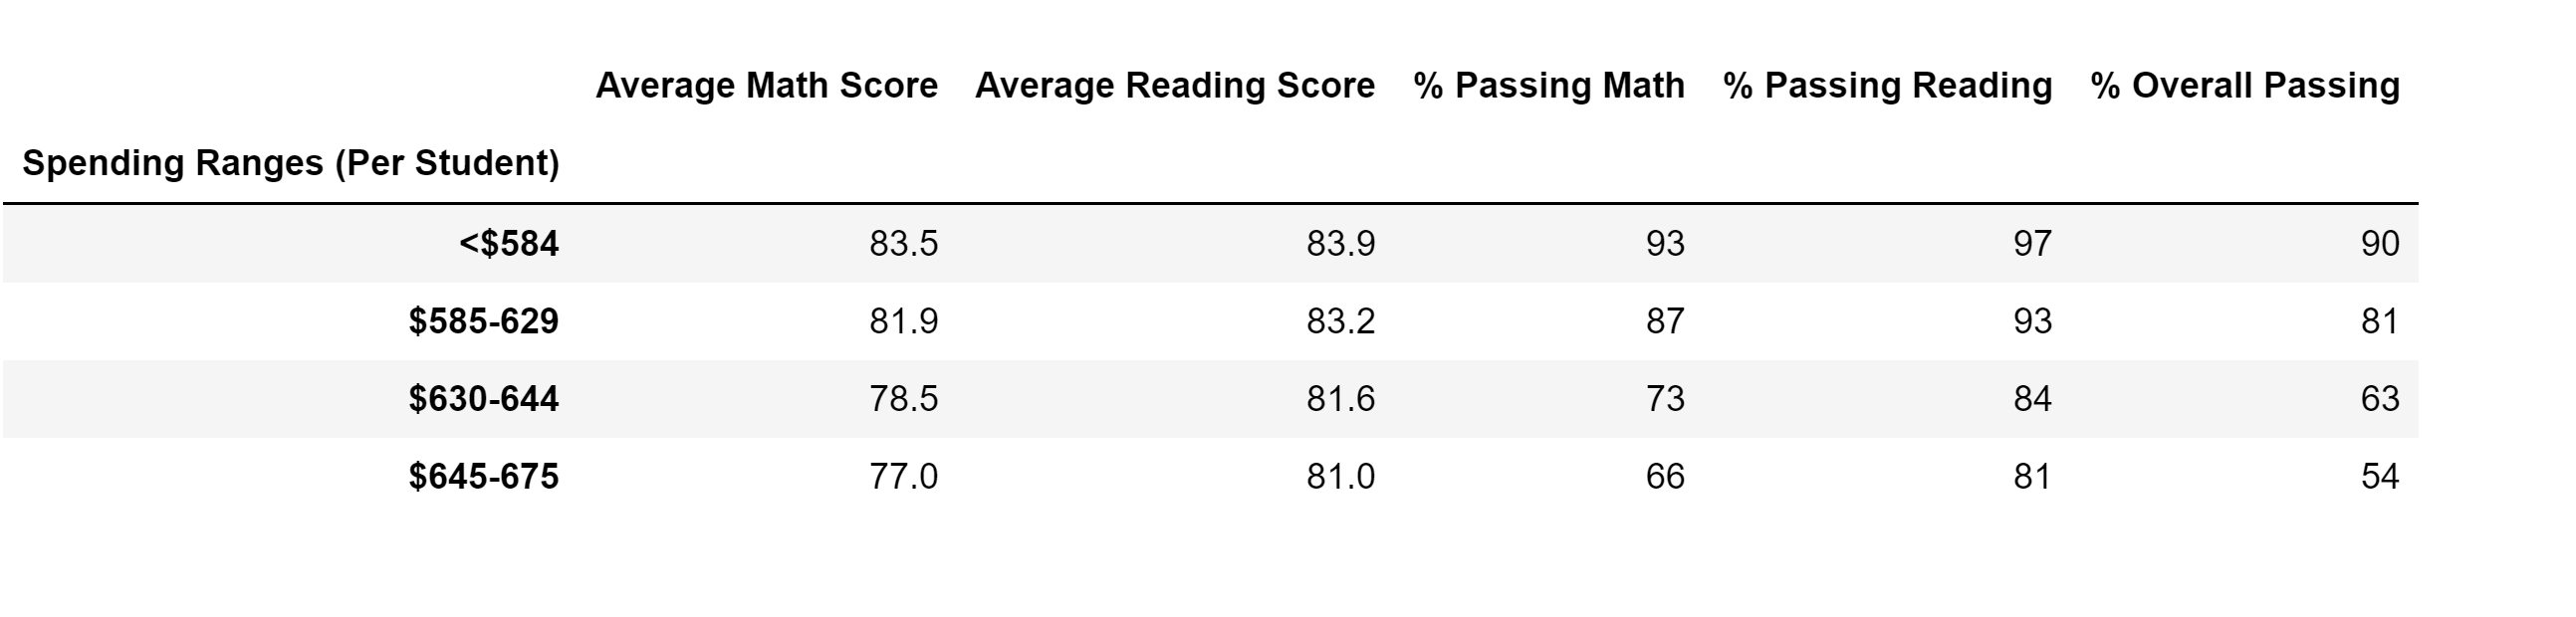 Average Math Score Average Reading Score % Passing Math % Passing Reading % Overall Passing
Spending Ranges (Per Student)
<$584 83.5 83.9 93 97 90
$585-629 81.9 83.2 87 93 81
$630-644 78.5 81.6 73 84 63
$645-675 77.0 81.0 66 81 54